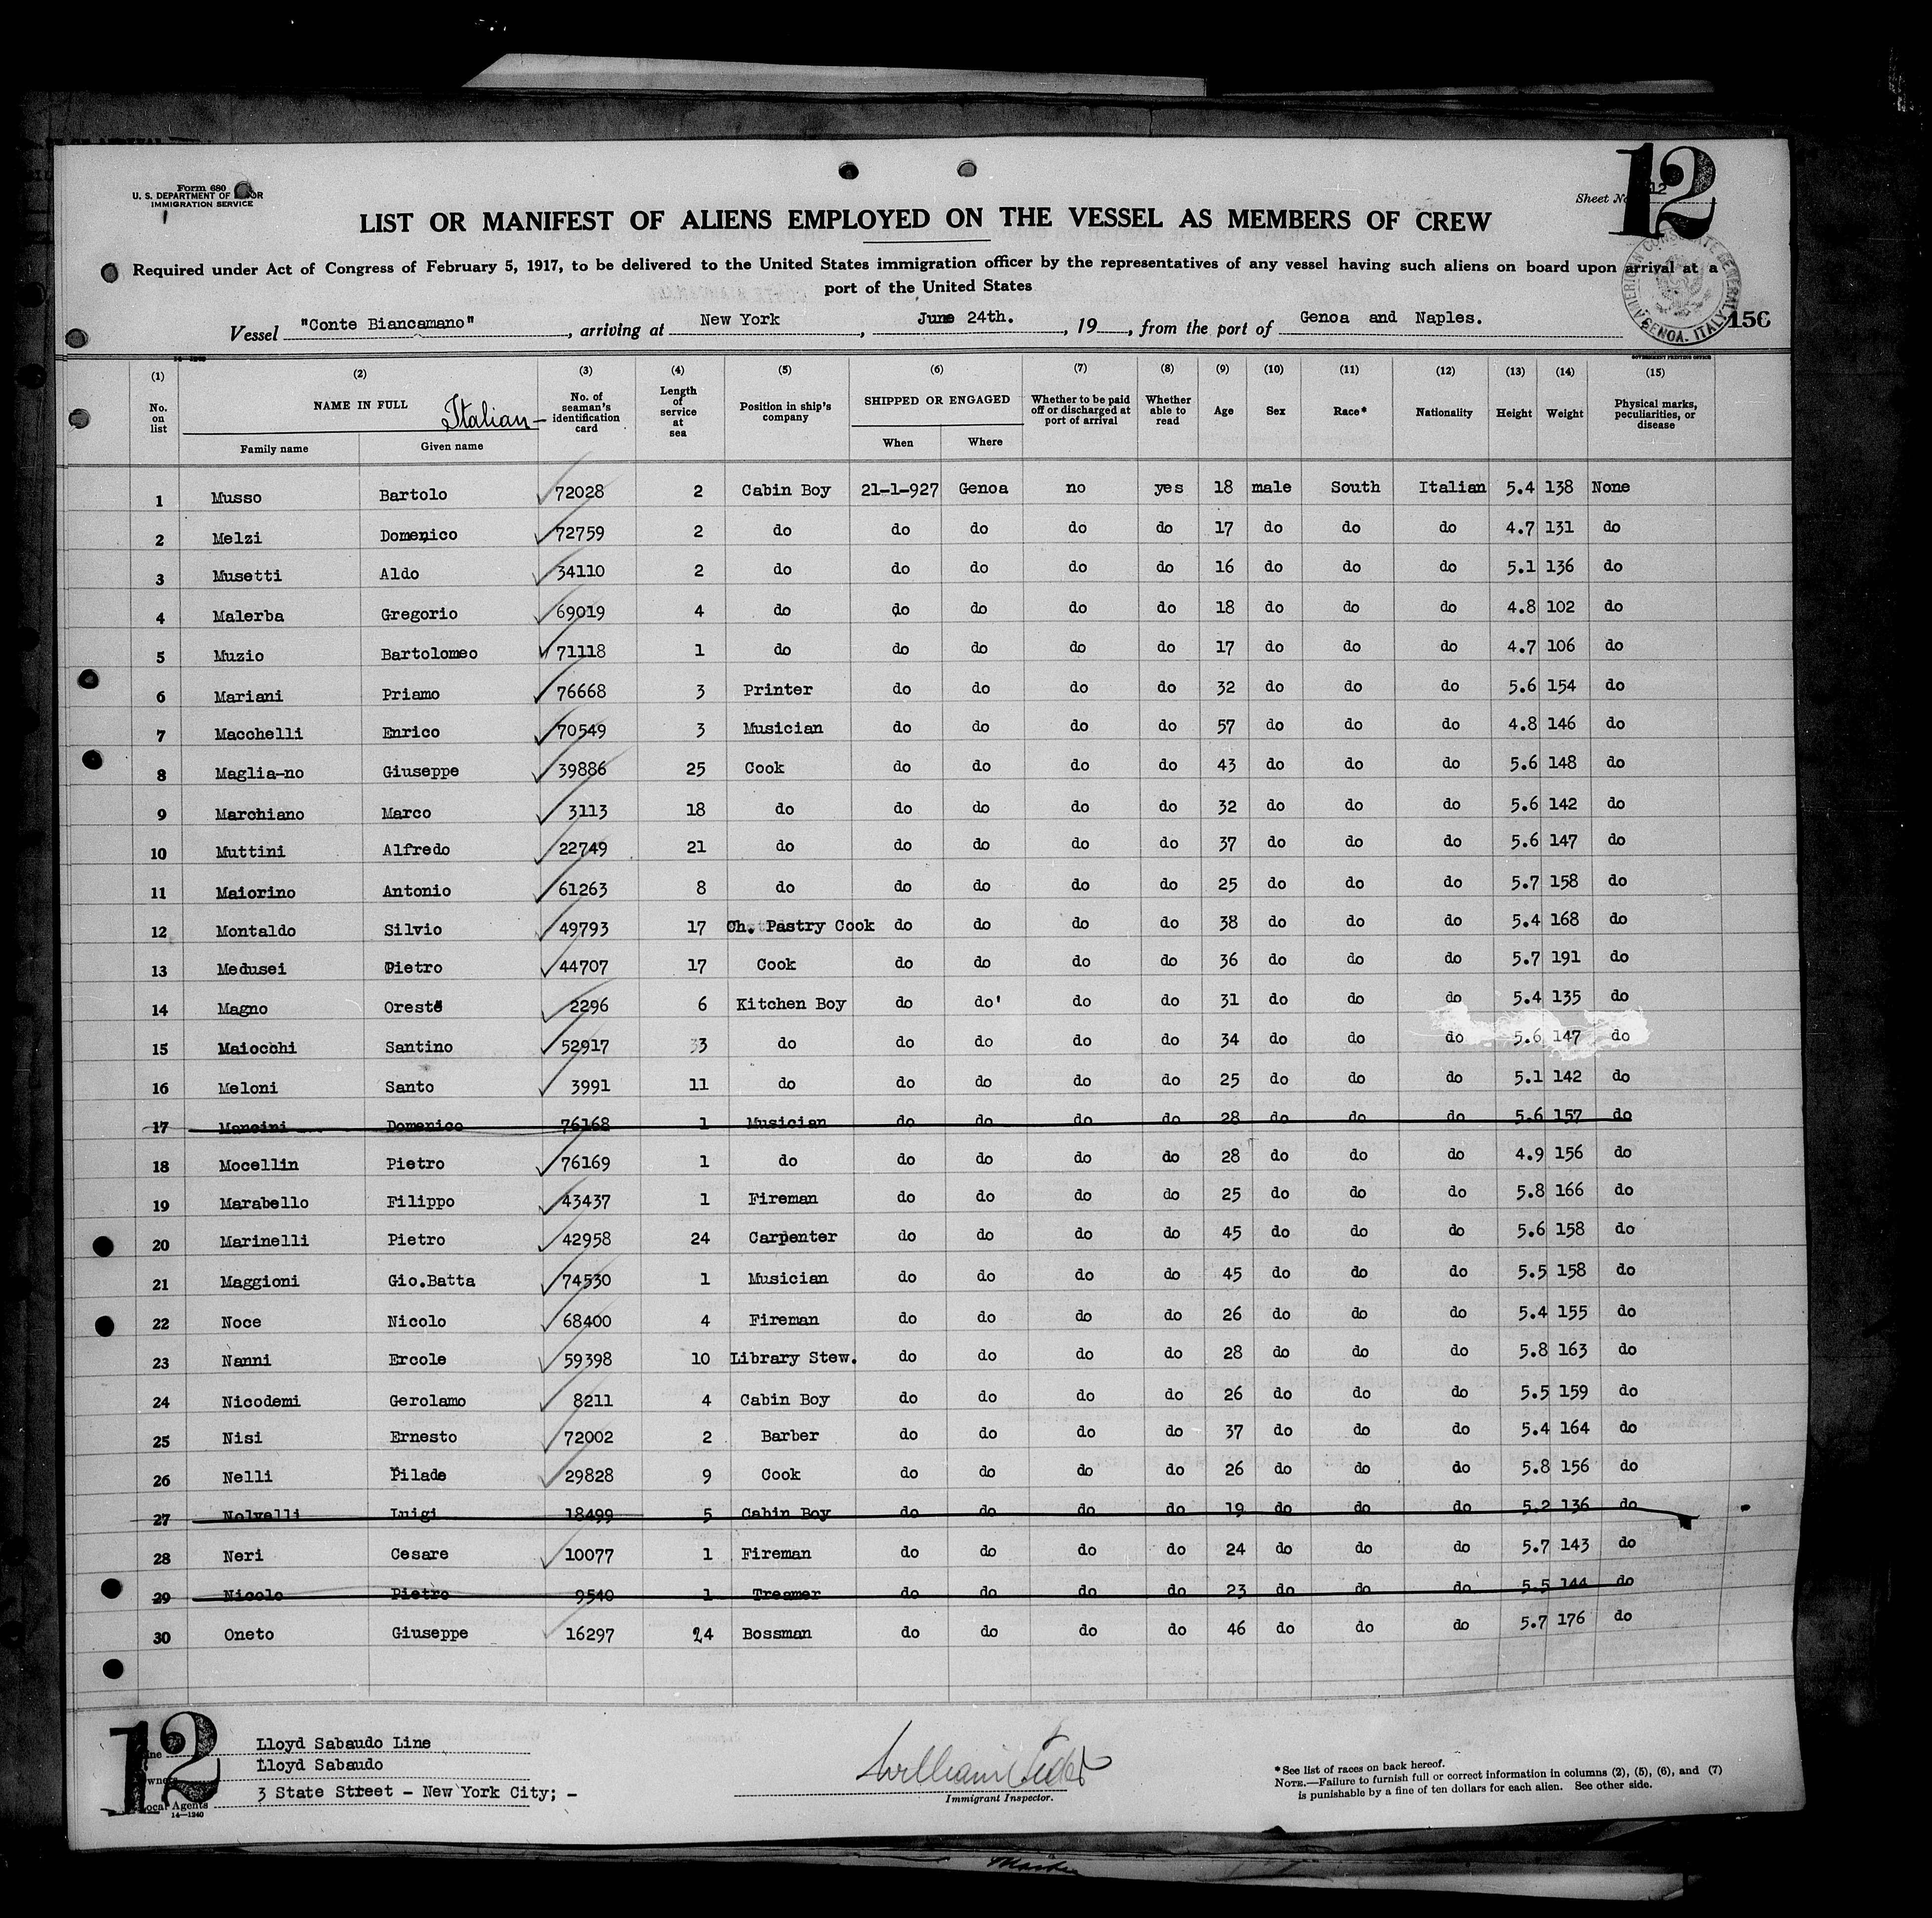 Form 680
U. S. DEPARTMENT OF
IMMIGRATION SERVICE
Sheet No. 12
12
LIST OR MANIFEST OF ALIENS EMPLOYED ON THE VESSEL AS MEMBERS OF CREW
Required under Act of Congress of February 5, 1917, to be delivered to the United States immigration officer by the representatives of any vessel having such aliens on board upon arrival at a
port of the United States
AMERICAN CONSULATE GENERAL GENOA, ITALY
156
Vessel "Conte Biancamano", arriving at New York, June 24th., 19, from the port of Genoa and Naples.
GOVERNMENT PRINTING OFFICE
(1) (2) (3) (4) (5) (6) (7) (8) (9) (10) (11) (12) (13) (14) (15)
No. on list NAME IN FULL Italian- No. of seaman's identification card Length of service at sea Position in ship's company SHIPPED OR ENGAGED Whether to be paid off or discharged at port of arrival Whether able to read Age Sex Race* Nationality Height Weight Physical marks, peculiarities, or disease
Family name Given name When Where
1 Musso Bartolo 72028 2 Cabin Boy 21-1-927 Genoa no yes 18 male South Italian 5.4 138 None
2 Melzi Domenico 72759 2 do do do do do 17 do do do 4.7 131 do
3 Musetti Aldo 34110 2 do do do do do 16 do do do 5.1 136 do
4 Malerba Gregorio 69019 4 do do do do do 18 do do do 4.8 102 do
5 Muzio Bartolomeo 71118 1 do do do do do 17 do do do 4.7 106 do
6 Mariani Priamo 76668 3 Printer do do do do 32 do do do 5.6 154 do
7 Macchelli Enrico 70549 3 Musician do do do do 57 do do do 4.8 146 do
8 Maglia-no Giuseppe 39886 25 Cook do do do do 43 do do do 5.6 148 do
9 Marchiano Marco 3113 18 do do do do do 32 do do do 5.6 142 do
10 Muttini Alfredo 22749 21 do do do do do 37 do do do 5.6 147 do
11 Maiorino Antonio 61263 8 do do do do do 25 do do do 5.7 158 do
12 Montaldo Silvio 49793 17 Ch. Pastry Cook do do do do 38 do do do 5.4 168 do
13 Medusei Pietro 44707 17 Cook do do do do 36 do do do 5.7 191 do
14 Magno Oreste 2296 6 Kitchen Boy do do' do do 31 do do do 5.4 135 do
15 Maiocchi Santino 52917 33 do do do do do 34 do do do 5.6 147 do
16 Meloni Santo 3991 11 do do do do do 25 do do do 5.1 142 do
17 Mancini Domenico 76168 1 Musician do do do do 28 do do do 5.6 157 do
18 Mocellin Pietro 76169 1 do do do do do 28 do do do 4.9 156 do
19 Marabello Filippo 43437 1 Fireman do do do do 25 do do do 5.8 166 do
20 Marinelli Pietro 42958 24 Carpenter do do do do 45 do do do 5.6 158 do
21 Maggioni Gio.Batta 74530 1 Musician do do do do 45 do do do 5.5 158 do
22 Noce Nicolo 68400 4 Fireman do do do do 26 do do do 5.4 155 do
23 Nanni Ercole 59398 10 Library Stew. do do do do 28 do do do 5.8 163 do
24 Nicodemi Gerolamo 8211 4 Cabin Boy do do do do 26 do do do 5.5 159 do
25 Nisi Ernesto 72002 2 Barber do do do do 37 do do do 5.4 164 do
26 Nelli Pilade 29828 9 Cook do do do do 26 do do do 5.8 156 do
27 Nolvelli Luigi 18499 5 Cabin Boy do do do do 19 do do do 5.2 136 do
28 Neri Cesare 10077 1 Fireman do do do do 24 do do do 5.7 143 do
29 Nicolo Pietro 9540 1 Treamer do do do do 23 do do do 5.5 144 do
30 Oneto Giuseppe 16297 24 Bossman do do do do 46 do do do 5.7 176 do
12
Line Lloyd Sabaudo Line
Owners Lloyd Sabaudo
Local Agents 3 State Street - New York City; -
14-1240
William
Immigrant Inspector.
*See list of races on back hereof.
NOTE.—Failure to furnish full or correct information in columns (2), (5), (6), and (7)
is punishable by a fine of ten dollars for each alien. See other side.